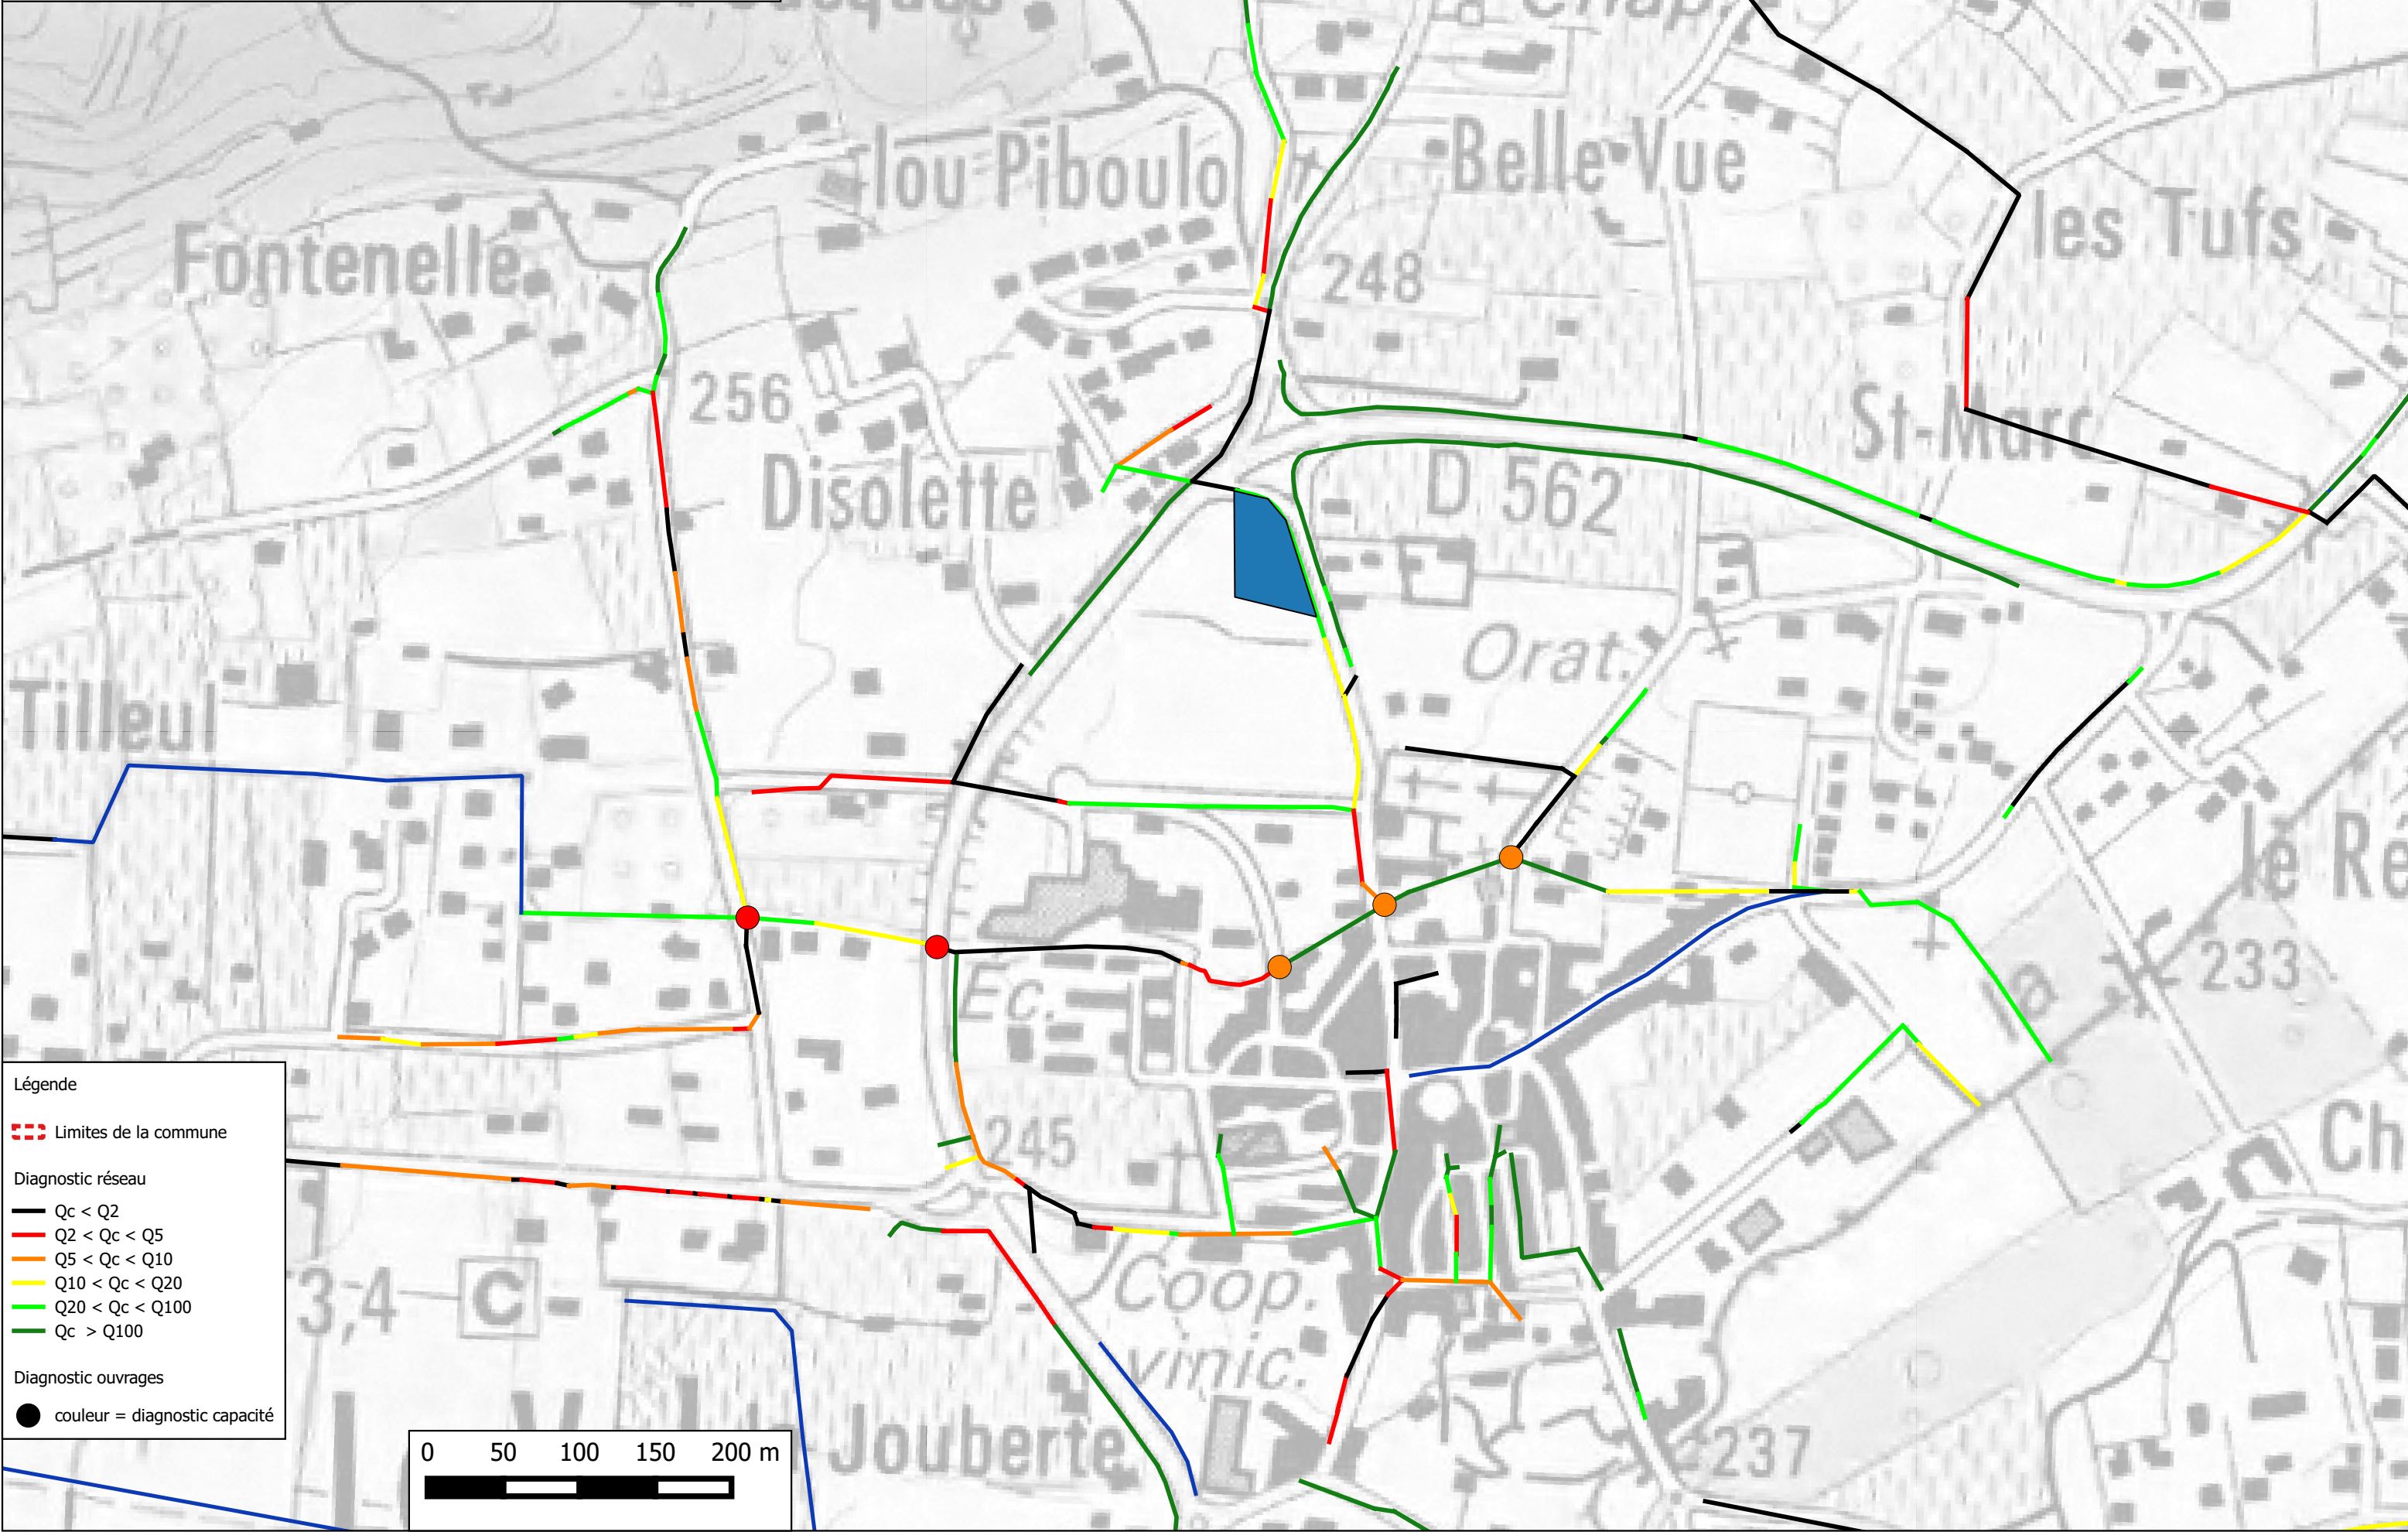 lou Piboulo
Belle Vue
les Tufs
Fontenelle
248
256
St-Marc
Disolette
D 562
Orat.
Tilleul
le Re
233
la
Ec.
245
Ch
3,4
C
Coop.
vinic.
Jouberte
237
Légende
Limites de la commune
Diagnostic réseau
Qc < Q2
Q2 < Qc < Q5
Q5 < Qc < Q10
Q10 < Qc < Q20
Q20 < Qc < Q100
Qc > Q100
Diagnostic ouvrages
couleur = diagnostic capacité
0 50 100 150 200 m